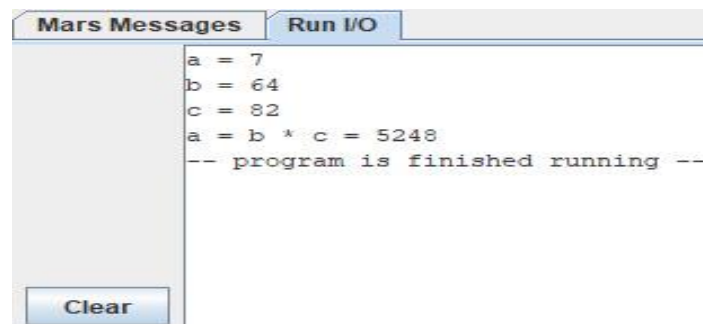 Mars Messages Run I/O
a = 7
b = 64
c = 82
a = b * c = 5248
-- program is finished running --
Clear